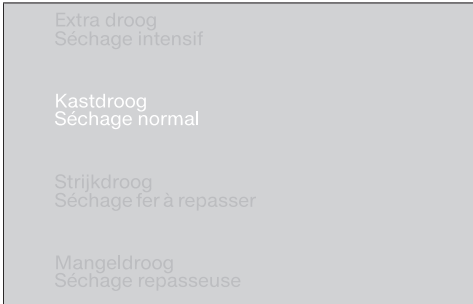 Extra droog
Séchage intensif
Kastdroog
Séchage normal
Strijkdroog
Séchage fer à repasser
Mangeldroog
Séchage repasseuse